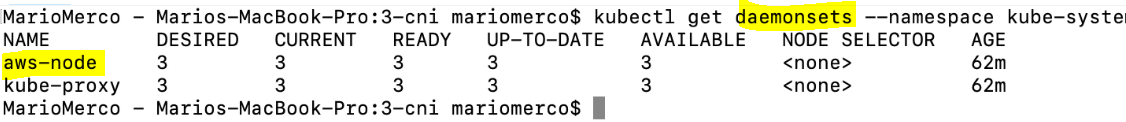 MarioMerco - Marios-MacBook-Pro:3-cni mariomerco$ kubectl get daemonsets --namespace kube-system
NAME DESIRED CURRENT READY UP-TO-DATE AVAILABLE NODE SELECTOR AGE
aws-node 3 3 3 3 3 <none> 62m
kube-proxy 3 3 3 3 3 <none> 62m
MarioMerco - Marios-MacBook-Pro:3-cni mariomerco$